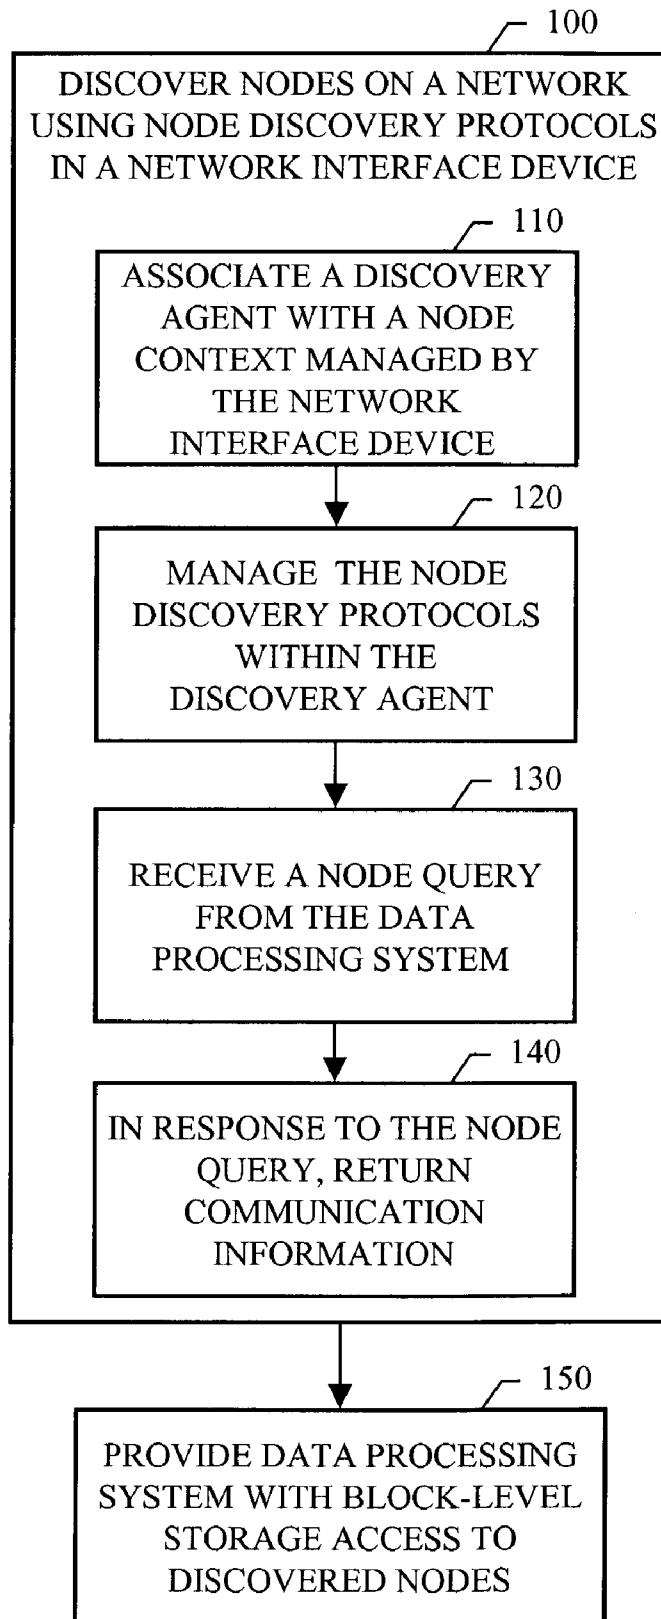 100
DISCOVER NODES ON A NETWORK
USING NODE DISCOVERY PROTOCOLS
IN A NETWORK INTERFACE DEVICE
110
ASSOCIATE A DISCOVERY
AGENT WITH A NODE
CONTEXT MANAGED BY
THE NETWORK
INTERFACE DEVICE
120
MANAGE THE NODE
DISCOVERY PROTOCOLS
WITHIN THE
DISCOVERY AGENT
130
RECEIVE A NODE QUERY
FROM THE DATA
PROCESSING SYSTEM
140
IN RESPONSE TO THE NODE
QUERY, RETURN
COMMUNICATION
INFORMATION
150
PROVIDE DATA PROCESSING
SYSTEM WITH BLOCK-LEVEL
STORAGE ACCESS TO
DISCOVERED NODES